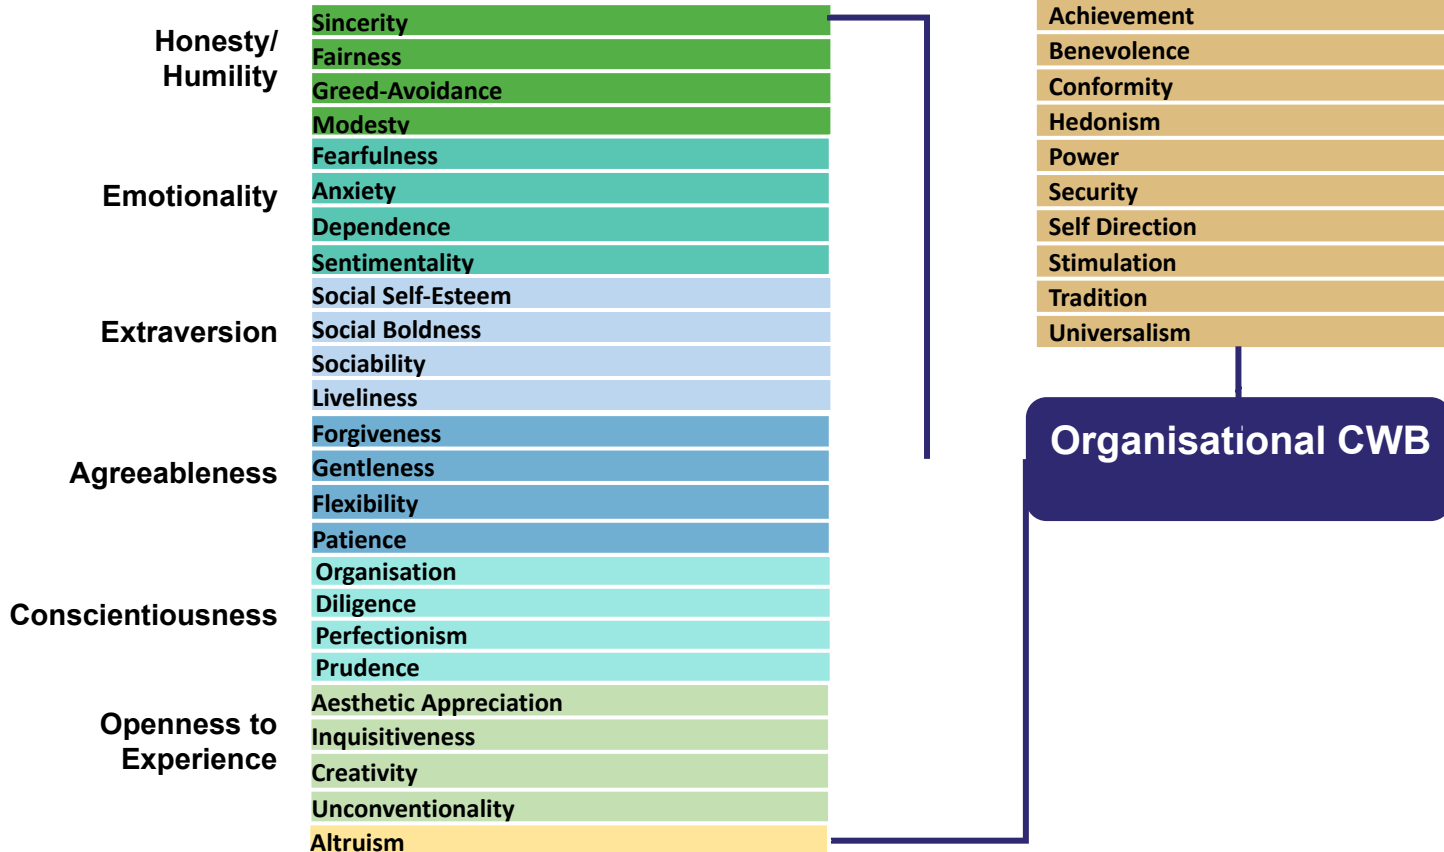 Honesty/
Humility
Sincerity
Fairness
Greed-Avoidance
Modesty
Emotionality
Fearfulness
Anxiety
Dependence
Sentimentality
Extraversion
Social Self-Esteem
Social Boldness
Sociability
Liveliness
Agreeableness
Forgiveness
Gentleness
Flexibility
Patience
Conscientiousness
Organisation
Diligence
Perfectionism
Prudence
Openness to
Experience
Aesthetic Appreciation
Inquisitiveness
Creativity
Unconventionality
Altruism
Achievement
Benevolence
Conformity
Hedonism
Power
Security
Self Direction
Stimulation
Tradition
Universalism
Organisational CWB